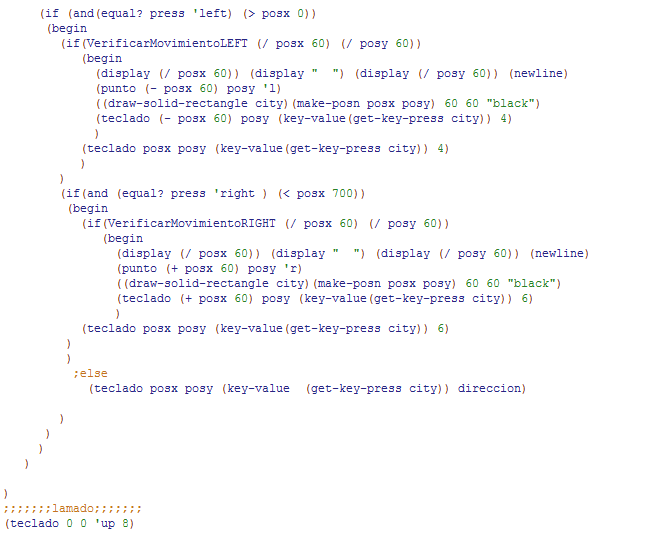 (if (and(equal? press 'left) (> posx 0))
(begin
(if(VerificarMovimientoLEFT (/ posx 60) (/ posy 60))
(begin
(display (/ posx 60)) (display "  ") (display (/ posy 60)) (newline)
(punto (- posx 60) posy 'l)
((draw-solid-rectangle city)(make-posn posx posy) 60 60 "black")
(teclado (- posx 60) posy (key-value(get-key-press city)) 4)
)
(teclado posx posy (key-value(get-key-press city)) 4)
)
)
(if(and (equal? press 'right ) (< posx 700))
(begin
(if(VerificarMovimientoRIGHT (/ posx 60) (/ posy 60))
(begin
(display (/ posx 60)) (display "  ") (display (/ posy 60)) (newline)
(punto (+ posx 60) posy 'r)
((draw-solid-rectangle city)(make-posn posx posy) 60 60 "black")
(teclado (+ posx 60) posy (key-value(get-key-press city)) 6)
)
(teclado posx posy (key-value(get-key-press city)) 6)
)
)
;else
(teclado posx posy (key-value  (get-key-press city)) direccion)
)
)
)
)
)
;;;;;;;lamado;;;;;;;
(teclado 0 0 'up 8)